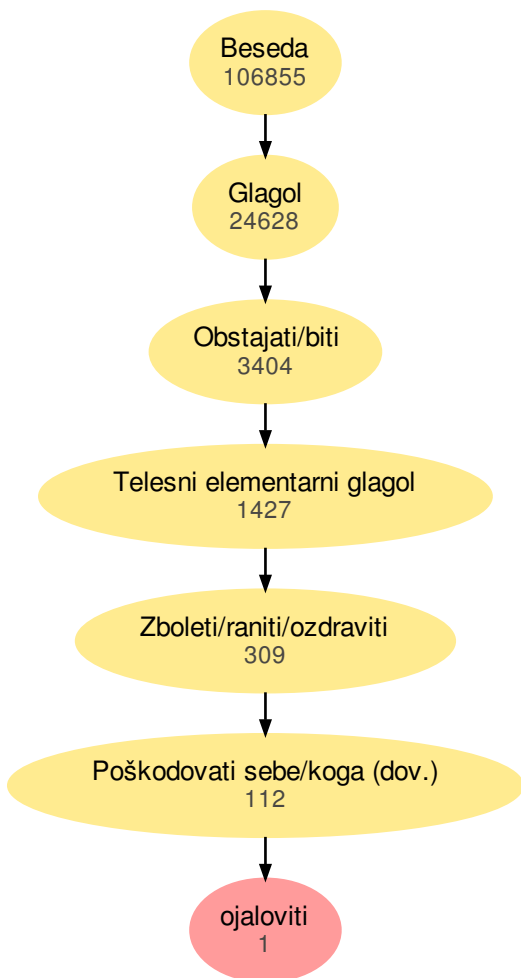 Beseda
106855
Glagol
24628
Obstajati/biti
3404
Telesni elementarni glagol
1427
Zboleti/raniti/ozdraviti
309
Poškodovati sebe/koga (dov.)
112
ojaloviti
1